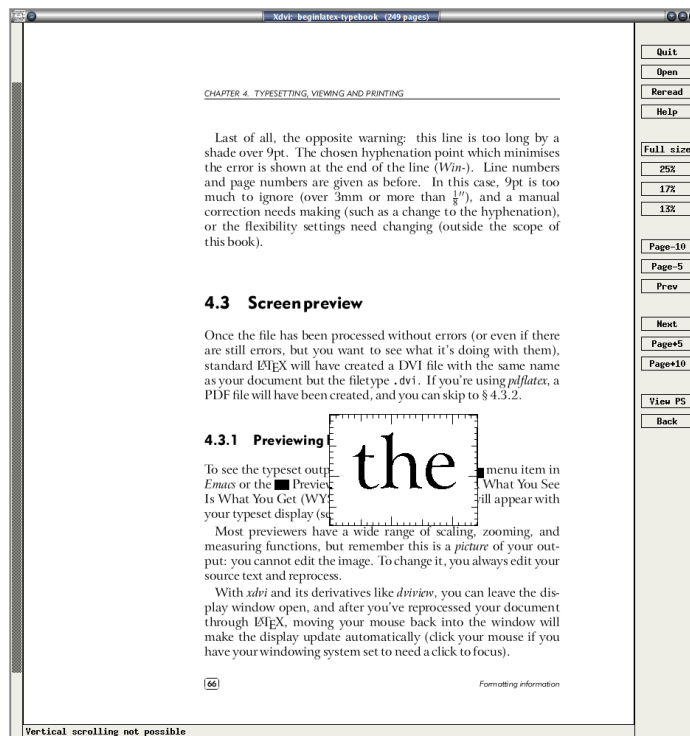 Xdvi: beginlatex-typebook (249 pages)
CHAPTER 4. TYPESETTING, VIEWING AND PRINTING
Last of all, the opposite warning: this line is too long by a
shade over 9pt. The chosen hyphenation point which minimises
the error is shown at the end of the line (Win-). Line numbers
and page numbers are given as before. In this case, 9pt is too
much to ignore (over 3mm or more than 1/8″), and a manual
correction needs making (such as a change to the hyphenation),
or the flexibility settings need changing (outside the scope of
this book).
4.3 Screen preview
Once the file has been processed without errors (or even if there
are still errors, but you want to see what it's doing with them),
standard LATEX will have created a DVI file with the same name
as your document but the filetype .dvi. If you're using pdflatex, a
PDF file will have been created, and you can skip to § 4.3.2.
4.3.1 Previewing
the
To see the typeset menu item in
Emacs or the What You See
Is What You Get will appear with
your typeset display
Most previewers have a wide range of scaling, zooming, and
measuring functions, but remember this is a picture of your out-
put: you cannot edit the image. To change it, you always edit your
source text and reprocess.
With xdvi and its derivatives like dviview, you can leave the dis-
play window open, and after you've reprocessed your document
through LATEX, moving your mouse back into the window will
make the display update automatically (click your mouse if you
have your windowing system set to need a click to focus).
66 Formatting information
Quit
Open
Reread
Help
Full size
25%
17%
13%
Page-10
Page-5
Prev
Next
Page+5
Page+10
View PS
Back
Vertical scrolling not possible